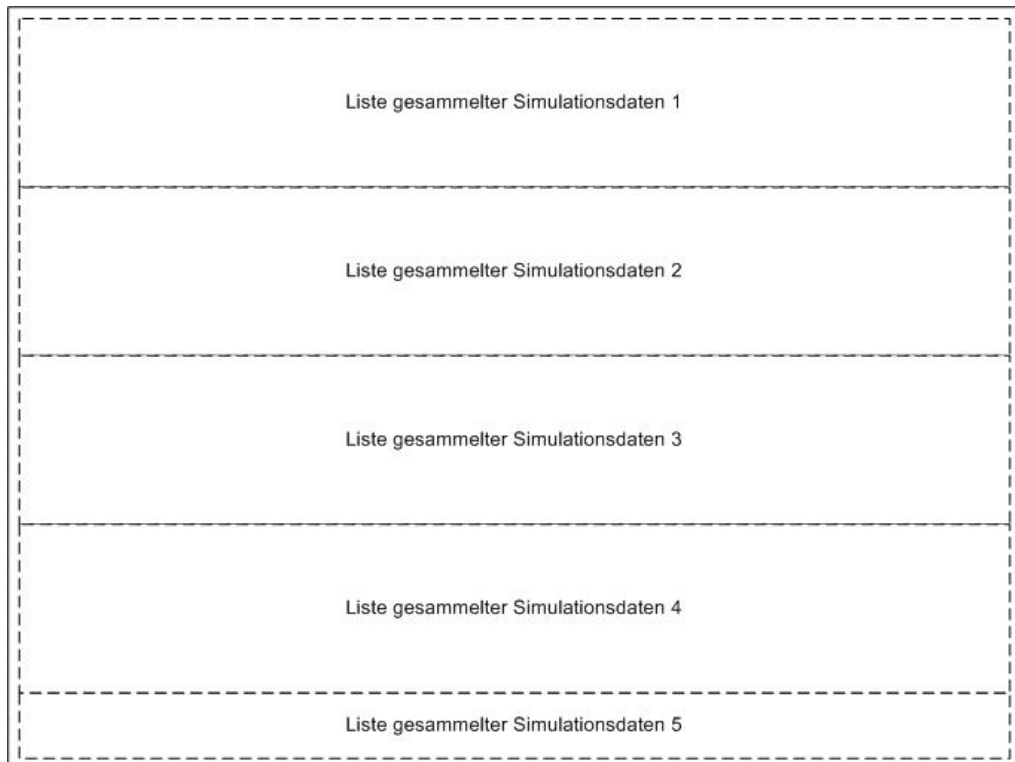 Liste gesammelter Simulationsdaten 1
Liste gesammelter Simulationsdaten 2
Liste gesammelter Simulationsdaten 3
Liste gesammelter Simulationsdaten 4
Liste gesammelter Simulationsdaten 5